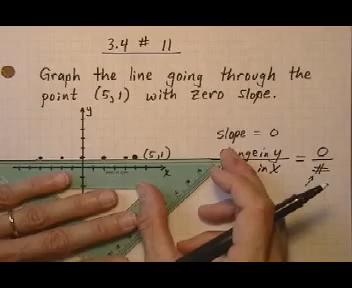 3.4 # 11
Graph the line going through the
point (5,1) with zero slope.
y
slope = 0
(5,1)
in y = 0
in x #
x